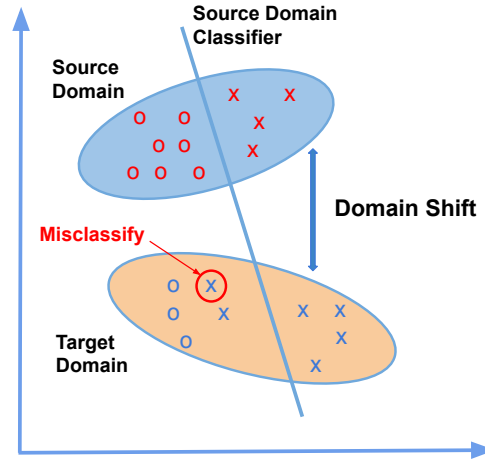 Source Domain
Classifier
Source
Domain
x x
o o x
o o x
o o o
Domain Shift
Misclassify
o x
o x x x
o x
x
Target
Domain